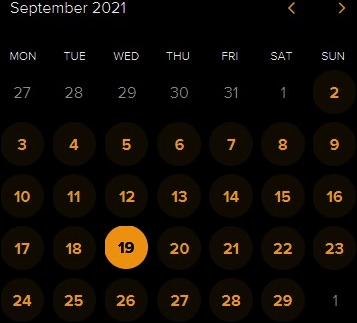 September 2021
MON TUE WED THU FRI SAT SUN
27 28 29 30 31 1 2
3 4 5 6 7 8 9
10 11 12 13 14 15 16
17 18 19 20 21 22 23
24 25 26 27 28 29 1